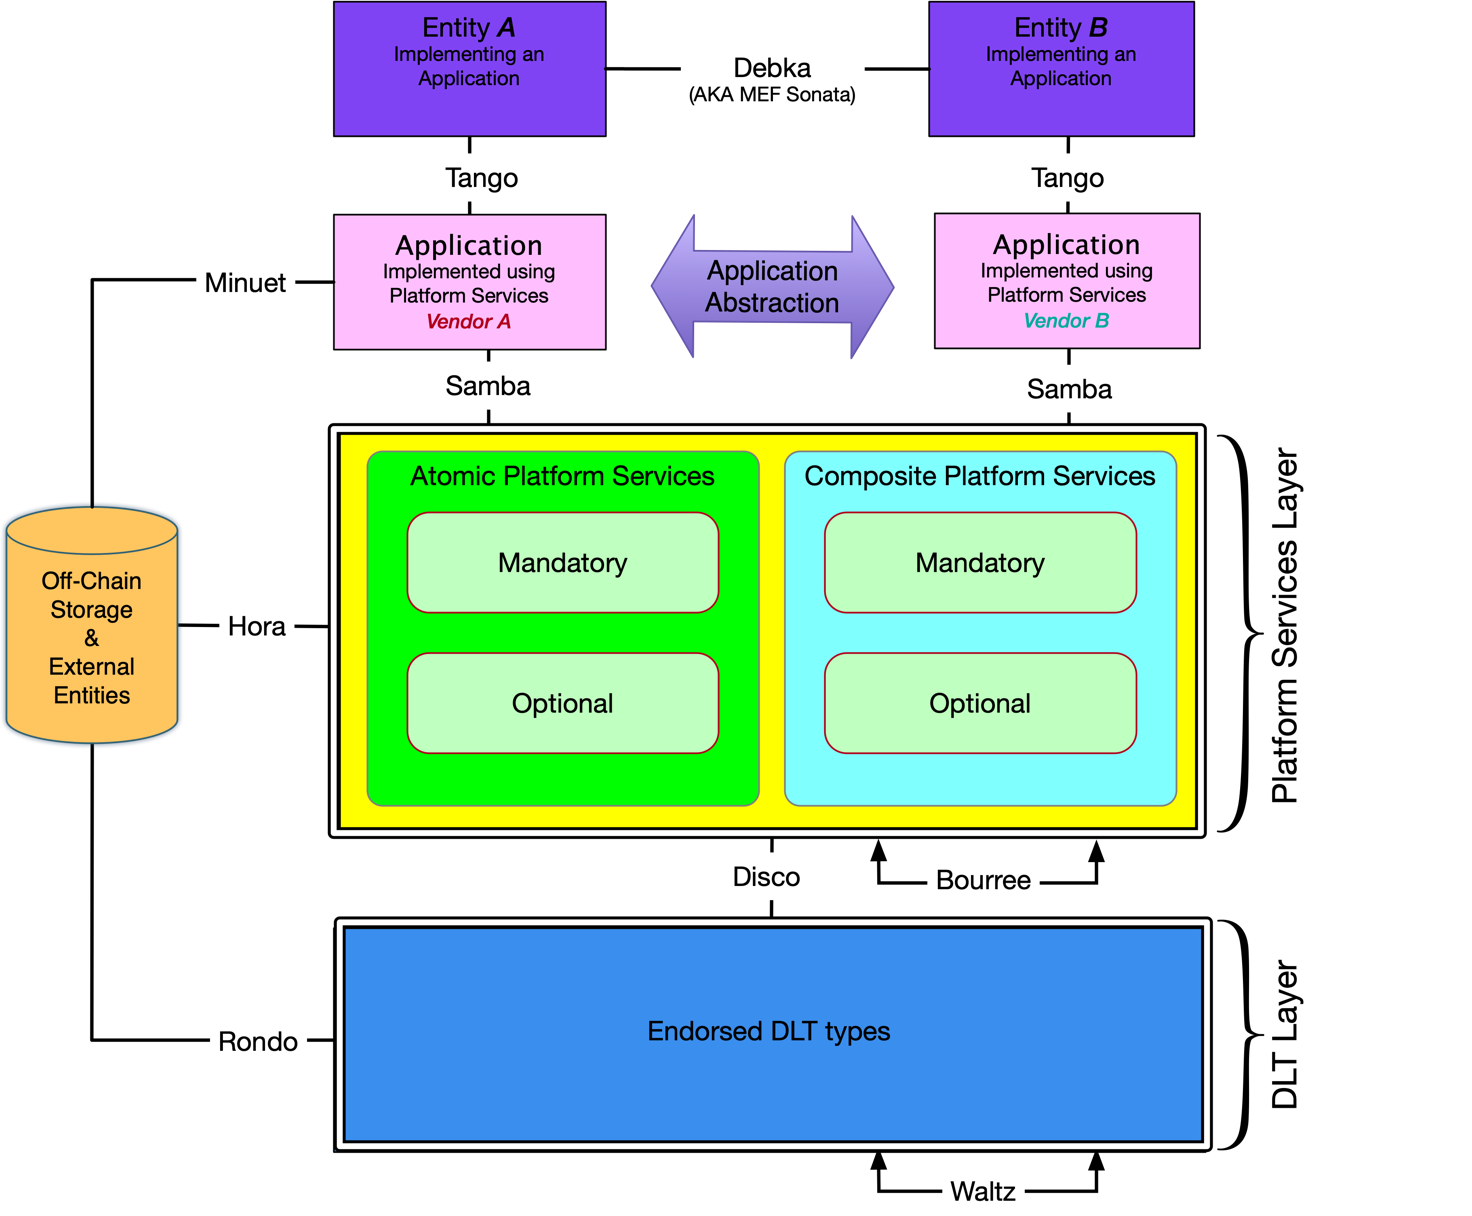 Entity A
Implementing an
Application
Entity B
Implementing an
Application
Debka
(AKA MEF Sonata)
Tango
Tango
Application
Implemented using
Platform Services
Vendor A
Application
Abstraction
Application
Implemented using
Platform Services
Vendor B
Minuet
Samba
Samba
Atomic Platform Services
Mandatory
Optional
Composite Platform Services
Mandatory
Optional
Platform Services Layer
Off-Chain
Storage
&
External
Entities
Hora
Disco
Bourree
Endorsed DLT types
DLT Layer
Rondo
Waltz